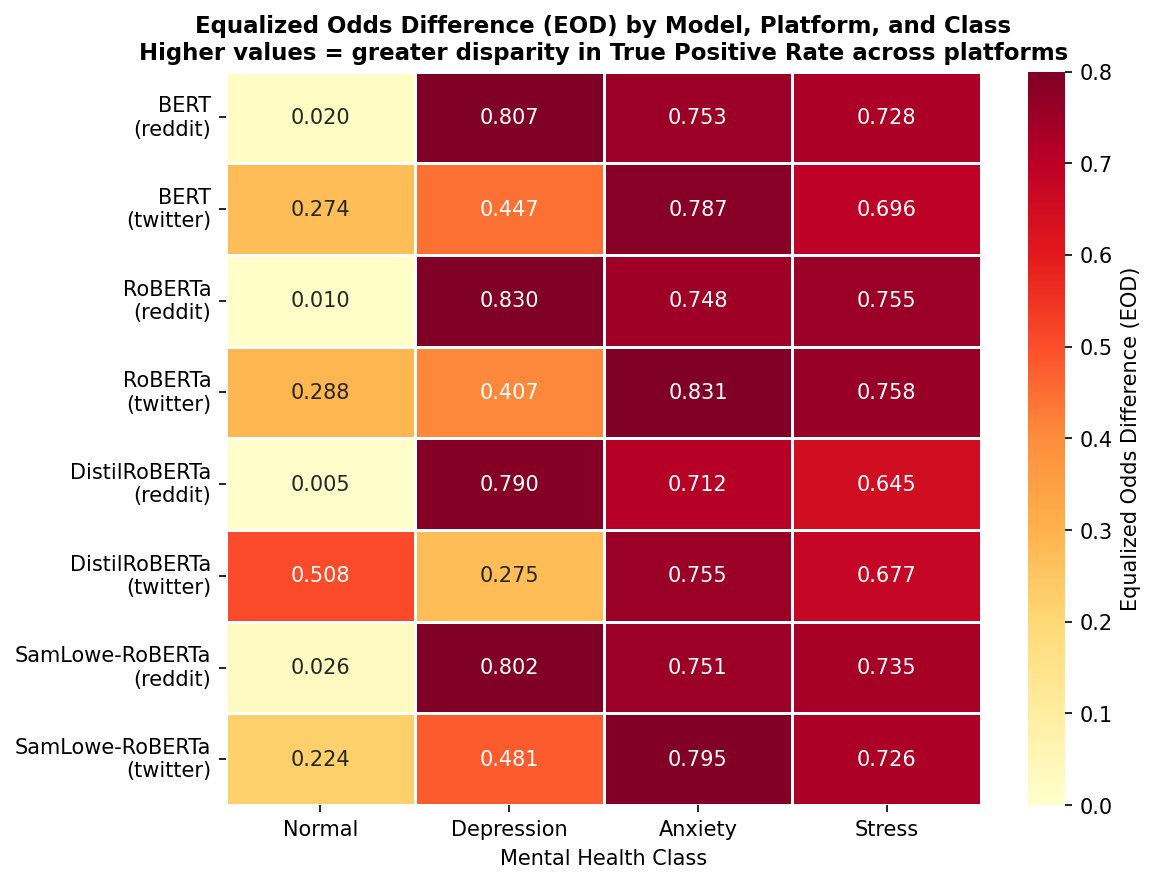 Equalized Odds Difference (EOD) by Model, Platform, and Class
Higher values = greater disparity in True Positive Rate across platforms
BERT
(reddit)
0.020 0.807 0.753 0.728
BERT
(twitter)
0.274 0.447 0.787 0.696
RoBERTa
(reddit)
0.010 0.830 0.748 0.755
RoBERTa
(twitter)
0.288 0.407 0.831 0.758
DistilRoBERTa
(reddit)
0.005 0.790 0.712 0.645
DistilRoBERTa
(twitter)
0.508 0.275 0.755 0.677
SamLowe-RoBERTa
(reddit)
0.026 0.802 0.751 0.735
SamLowe-RoBERTa
(twitter)
0.224 0.481 0.795 0.726
Normal Depression Anxiety Stress
Mental Health Class
0.8
0.7
0.6
0.5
0.4
0.3
0.2
0.1
0.0
Equalized Odds Difference (EOD)